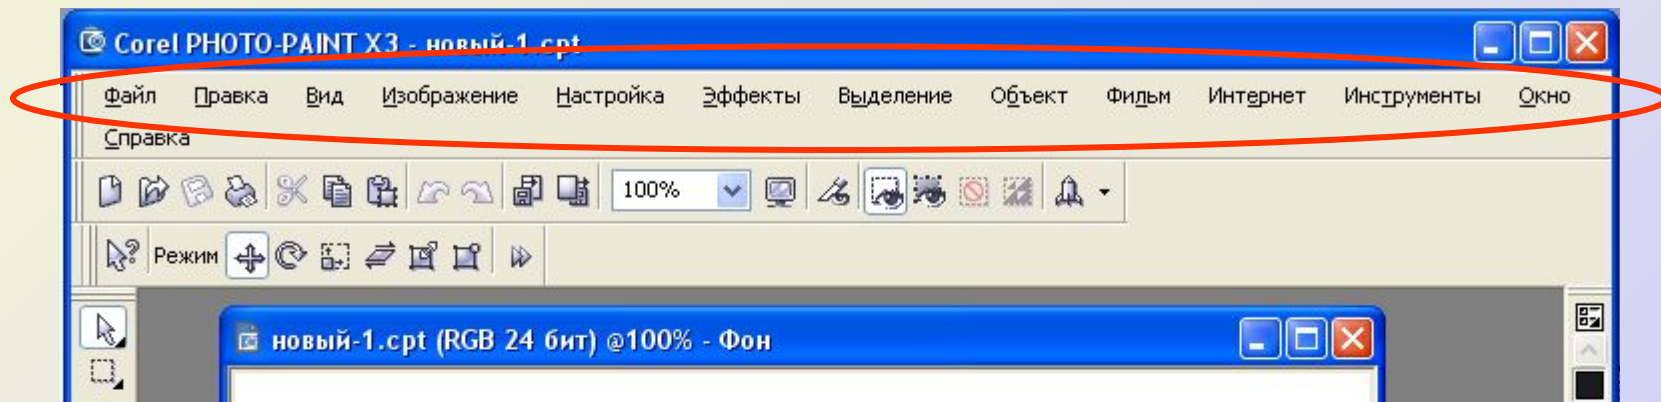 Corel PHOTO-PAINT X3 - новый-1.cpt
Файл Правка Вид Изображение Настройка Эффекты Выделение Объект Фильм Интернет Инструменты Окно
Справка
100%
Режим
новый-1.cpt (RGB 24 бит) @100% - Фон